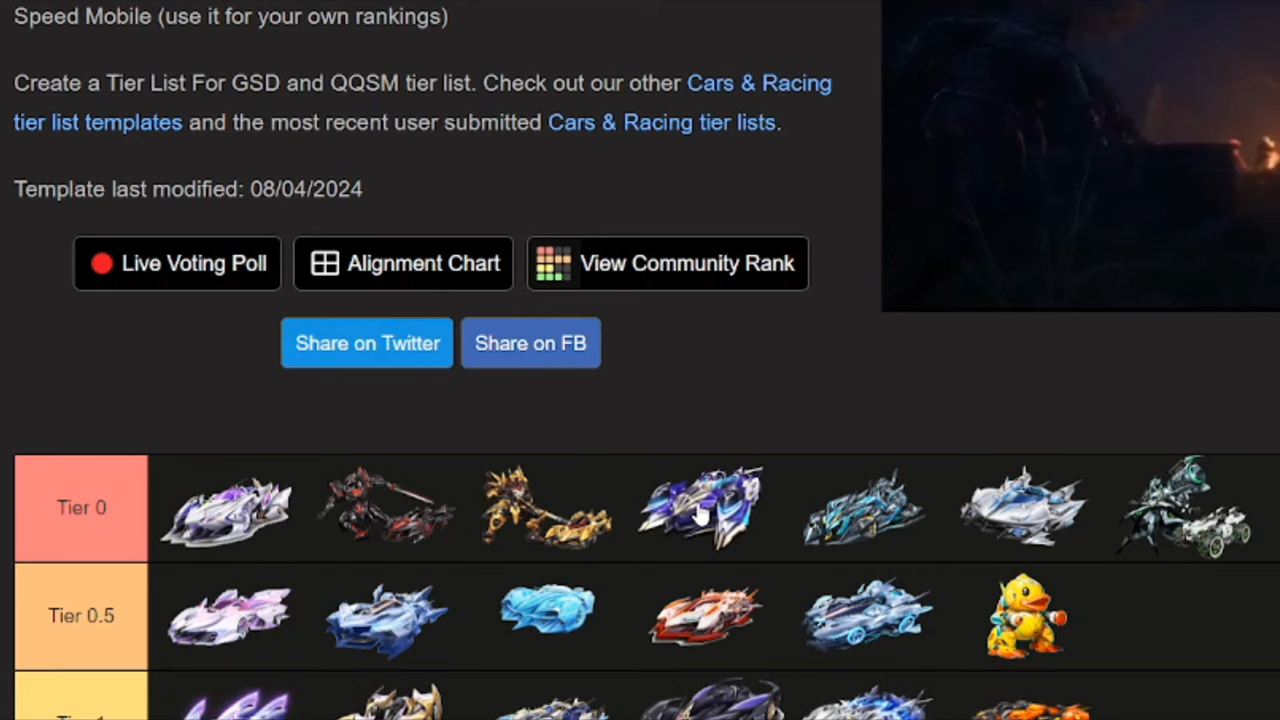 Speed Mobile (use it for your own rankings)
Create a Tier List For GSD and QQSM tier list. Check out our other Cars & Racing
tier list templates and the most recent user submitted Cars & Racing tier lists.
Template last modified: 08/04/2024
Live Voting Poll
Alignment Chart
View Community Rank
Share on Twitter
Share on FB
Tier 0
Tier 0.5